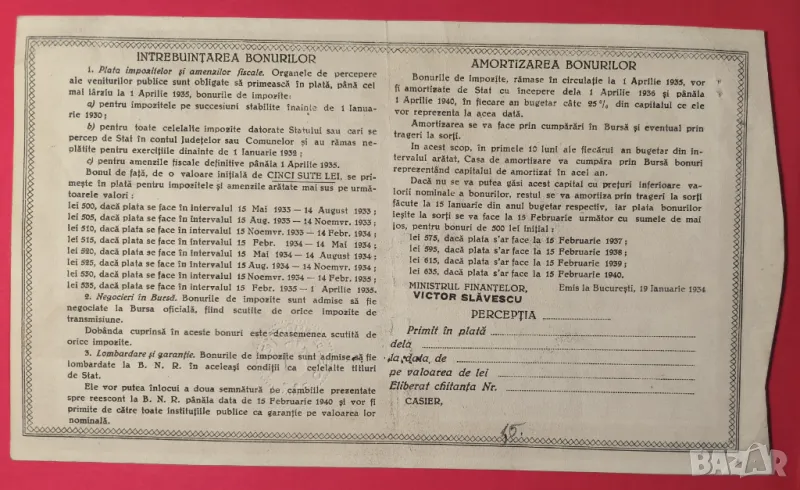 INTREBUINȚAREA BONURILOR
1. Plata impozitelor și amenzilor fiscale. Organele de percepere
ale veniturilor publice sunt obligate să primească în plată, până cel
mai târziu la 1 Aprilie 1935, bonurile de impozite:
a) pentru impozitele pe succesiuni stabilite înainte de 1 Ianua-
rie 1930;
b) pentru toate celelalte impozite datorate Statului sau cari se
percep de Stat în contul Județelor sau Comunelor și au rămas ne-
plătite pentru exercițiile dinainte de 1 Ianuarie 1932;
c) pentru amenzile fiscale definitive pânăla 1 Aprilie 1935.
Bonul de față, de o valoare inițială de CINCI SUTE LEI, se pri-
mește în plată pentru impozitele și amenzile arătate mai sus pe urmă-
toarele valori:
lei 500, dacă plata se face în intervalul 15 Mai 1933 — 14 August 1933;
lei 505, dacă plata se face în intervalul 15 Aug. 1933 — 14 Noemvr. 1933;
lei 510, dacă plata se face în intervalul 15 Noemvr. 1933 — 14 Febr. 1934;
lei 515, dacă plata se face în intervalul 15 Febr. 1934 — 14 Mai 1934;
lei 520, dacă plata se face în intervalul 15 Mai 1934 — 14 August 1934;
lei 525, dacă plata se face în intervalul 15 Aug. 1934 — 14 Noemvr. 1934;
lei 530, dacă plata se face în intervalul 15 Noemvr. 1934 — 14 Febr. 1935;
lei 535, dacă plata se face în intervalul 15 Febr. 1935 — 1 Aprilie 1935.
2. Negocieri în Bursă. Bonurile de impozite sunt admise să fie
negociate la Bursa oficială, fiind scutite de orice impozite de
transmisiune.
Dobânda cuprinsă în aceste bonuri este deasemenea scutită de
orice impozite.
3. Lombardare și garanție. Bonurile de impozite sunt admise să fie
lombardate la B. N. R. în aceleași condiții ca celelalte titluri
de Stat.
Ele vor putea înlocui a doua semnătură pe cambiile prezentate
spre reescont la B. N. R. pânăla data de 15 Februarie 1940 și vor fi
primite de către toate instituțiile publice ca garanție pe valoarea lor
nominală.
AMORTIZAREA BONURILOR
Bonurile de impozite, rămase în circulație la 1 Aprilie 1935, vor
fi amortizate de Stat cu începere dela 1 Aprilie 1936 și pânăla
1 Aprilie 1940, în fiecare an bugetar câte 25% din capitalul ce ele
vor reprezenta la acea dată.
Amortizarea se va face prin cumpărări în Bursă și eventual prin
trageri la sorți.
In acest scop, în primele 10 luni ale fiecărui an bugetar din in-
tervalul arătat, Casa de amortizare va cumpăra prin Bursă bonuri
reprezentând capitalul de amortizat în acel an.
Dacă nu se va putea găsi acest capital cu prețuri inferioare va-
lorii nominale a bonurilor, restul se va amortiza prin trageri la sorți
făcute la 15 Ianuarie din anul bugetar respectiv, iar plata bonurilor
ieșite la sorți se va face la 15 Februarie următor cu sumele de mai
jos, pentru bonuri de 500 lei inițial:
lei 575, dacă plata s'ar face la 15 Februarie 1937;
lei 595, dacă plata s'ar face la 15 Februarie 1938;
lei 615, dacă plata s'ar face la 15 Februarie 1939;
lei 635, dacă plata s'ar face la 15 Februarie 1940.
MINISTRUL FINANȚELOR, Emis la București, 19 Ianuarie 1934
VICTOR SLĂVESCU
PERCEPȚIA
Primit în plată
dela
la data, de
pe valoarea de lei
Eliberat chitanța Nr.
CASIER,
45.
BAZAR